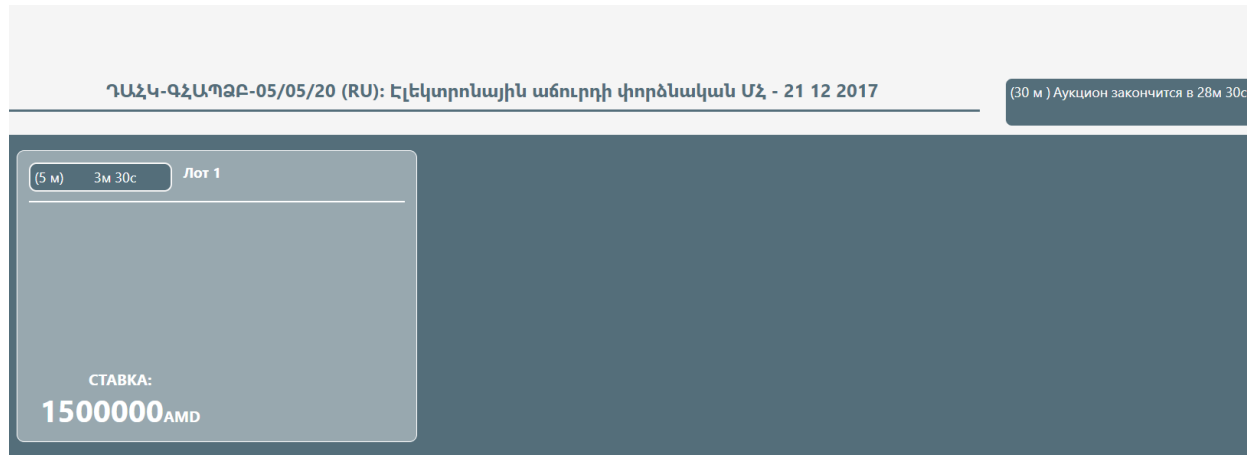 ԴԱՀԿ-ԳՀԱՊՁԲ-05/05/20 (RU): Էլեկտրոնային աճուրդի փորձնական ՄՀ - 21 12 2017
(30 м ) Аукцион закончится в 28м 30с
(5 м) 3м 30с Лот 1
СТАВКА:
1500000AMD